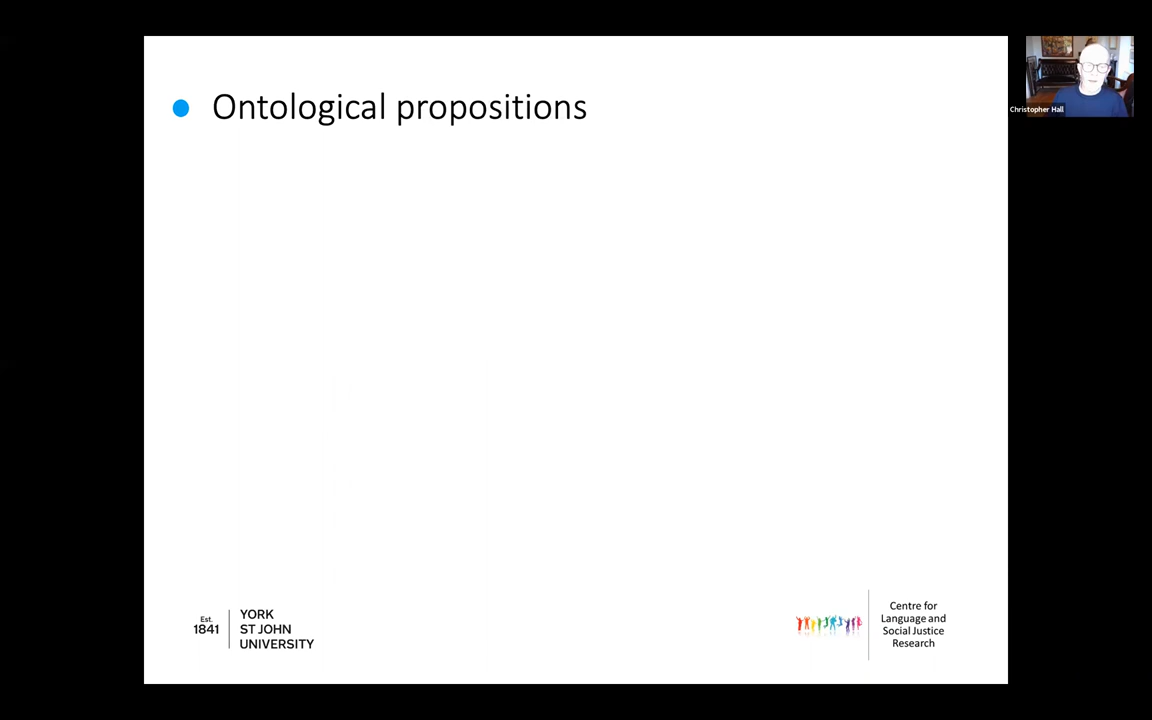 Ontological propositions
Christopher Hall
Est.
1841
YORK
ST JOHN
UNIVERSITY
Centre for
Language and
Social Justice
Research